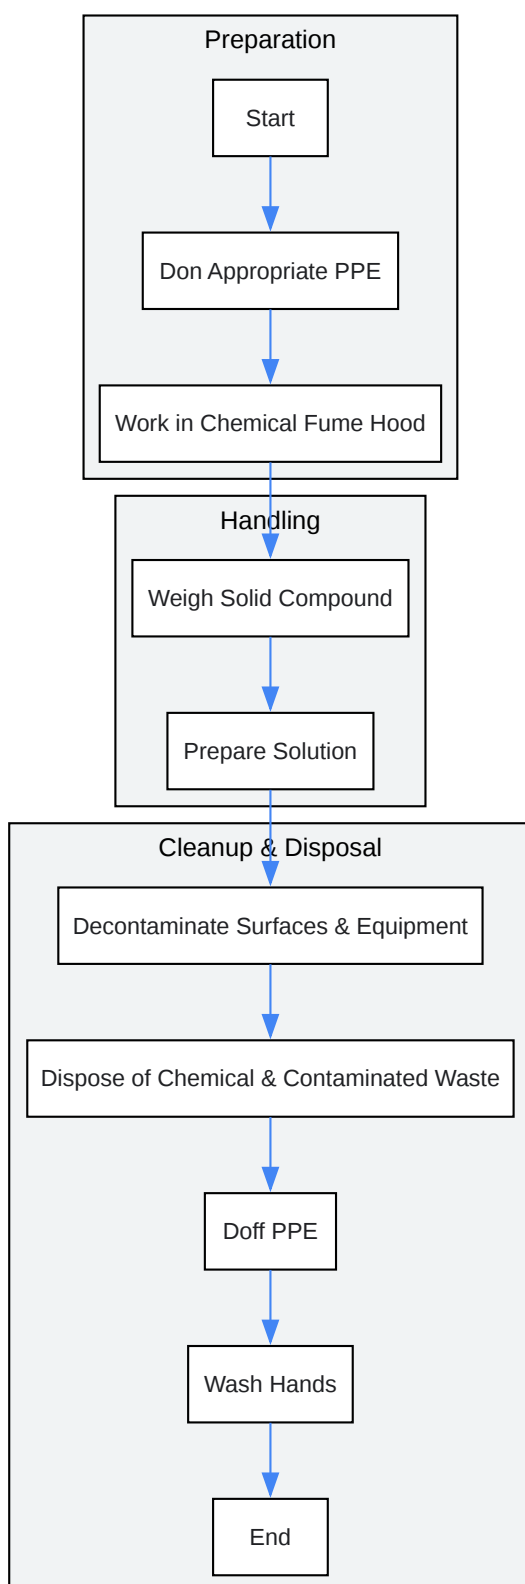 Preparation
Start
Don Appropriate PPE
Work in Chemical Fume Hood
Handling
Weigh Solid Compound
Prepare Solution
Cleanup & Disposal
Decontaminate Surfaces & Equipment
Dispose of Chemical & Contaminated Waste
Doff PPE
Wash Hands
End